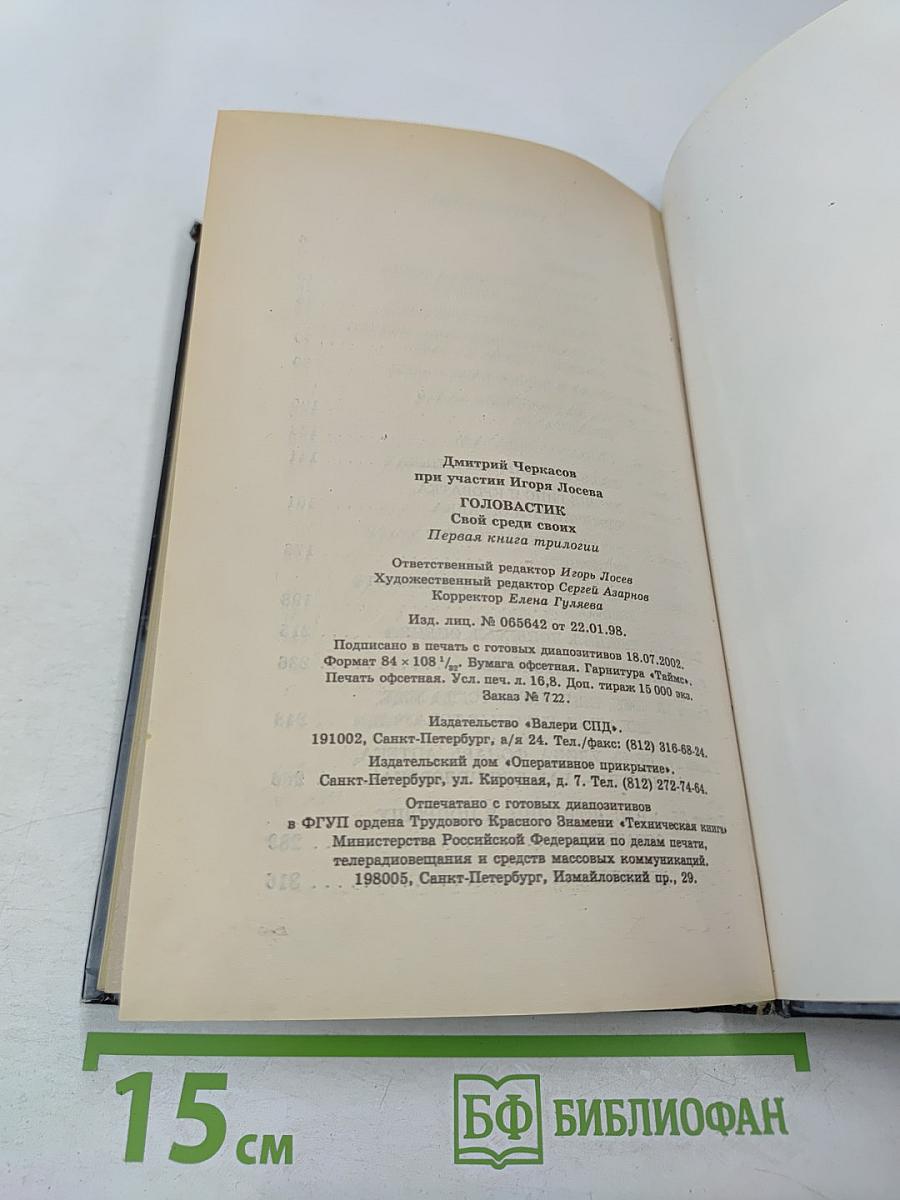 Дмитрий Черкасов
при участии Игоря Лосева
ГОЛОВАСТИК
Свой среди своих
Первая книга трилогии
Ответственный редактор Игорь Лосев
Художественный редактор Сергей Азарнов
Корректор Елена Гуляева
Изд. лиц. № 065642 от 22.01.98.
Подписано в печать с готовых диапозитивов 18.07.2002.
Формат 84 × 108 1/32. Бумага офсетная. Гарнитура «Таймс».
Печать офсетная. Усл. печ. л. 16,8. Доп. тираж 15 000 экз.
Заказ № 722.
Издательство «Валери СПД».
191002, Санкт-Петербург, а/я 24. Тел./факс: (812) 316-68-24.
Издательский дом «Оперативное прикрытие».
Санкт-Петербург, ул. Кирочная, д. 7. Тел. (812) 272-74-64.
Отпечатано с готовых диапозитивов
в ФГУП ордена Трудового Красного Знамени «Техническая книга»
Министерства Российской Федерации по делам печати,
телерадиовещания и средств массовых коммуникаций.
198005, Санкт-Петербург, Измайловский пр., 29.
15 см
БФ БИБЛИОФАН